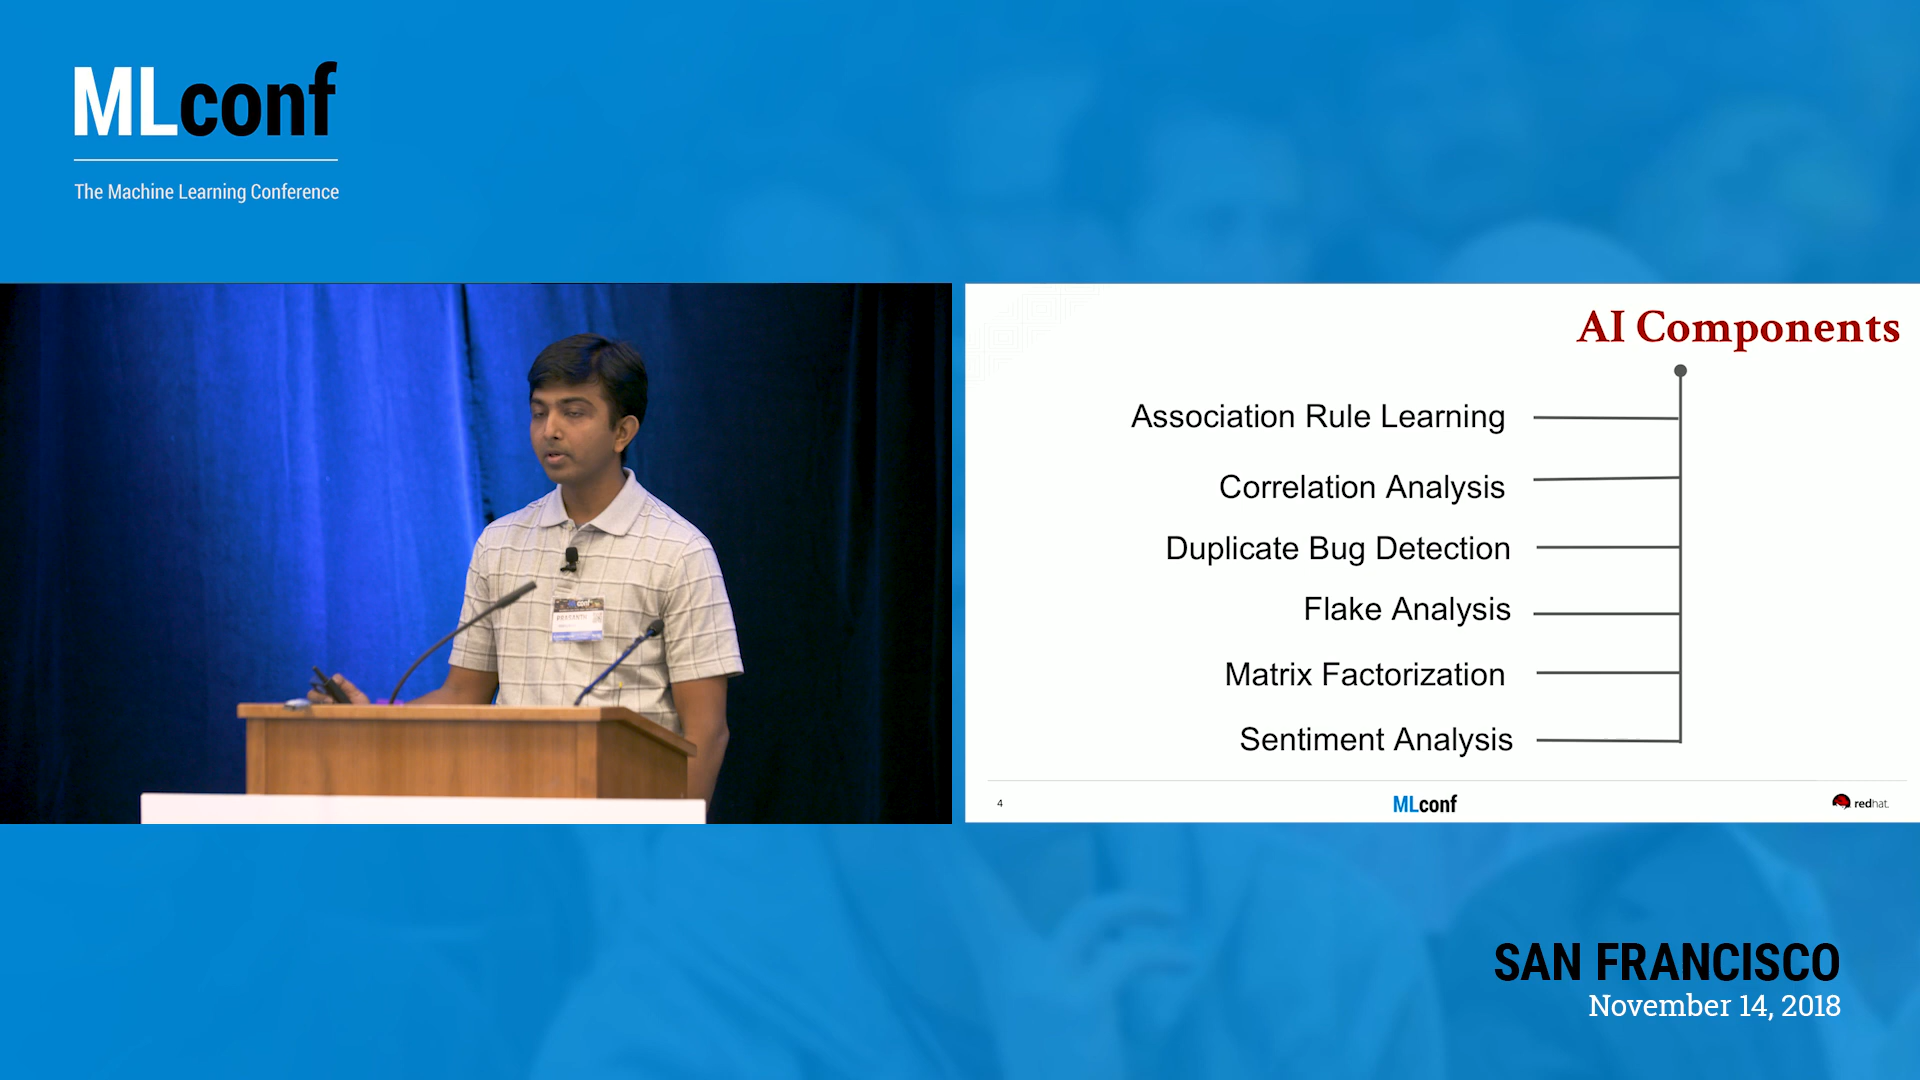 MLconf
The Machine Learning Conference
PRASANTH
AI Components
Association Rule Learning
Correlation Analysis
Duplicate Bug Detection
Flake Analysis
Matrix Factorization
Sentiment Analysis
4
MLconf
redhat.
SAN FRANCISCO
November 14, 2018